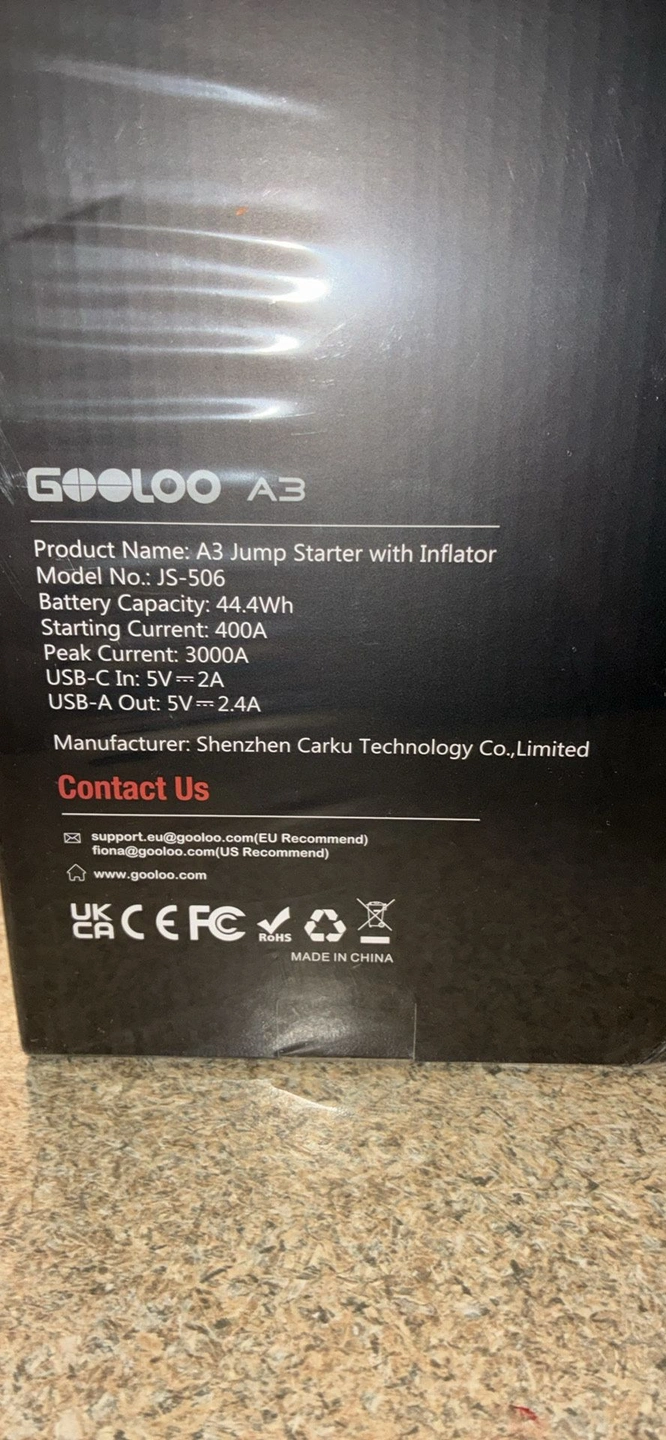 GOOLOO A3
Product Name: A3 Jump Starter with Inflator
Model No.: JS-506
Battery Capacity: 44.4Wh
Starting Current: 400A
Peak Current: 3000A
USB-C In: 5V⎓2A
USB-A Out: 5V⎓2.4A
Manufacturer: Shenzhen Carku Technology Co.,Limited
Contact Us
support.eu@gooloo.com(EU Recommend)
fiona@gooloo.com(US Recommend)
www.gooloo.com
UK CA CE FC RoHS
MADE IN CHINA